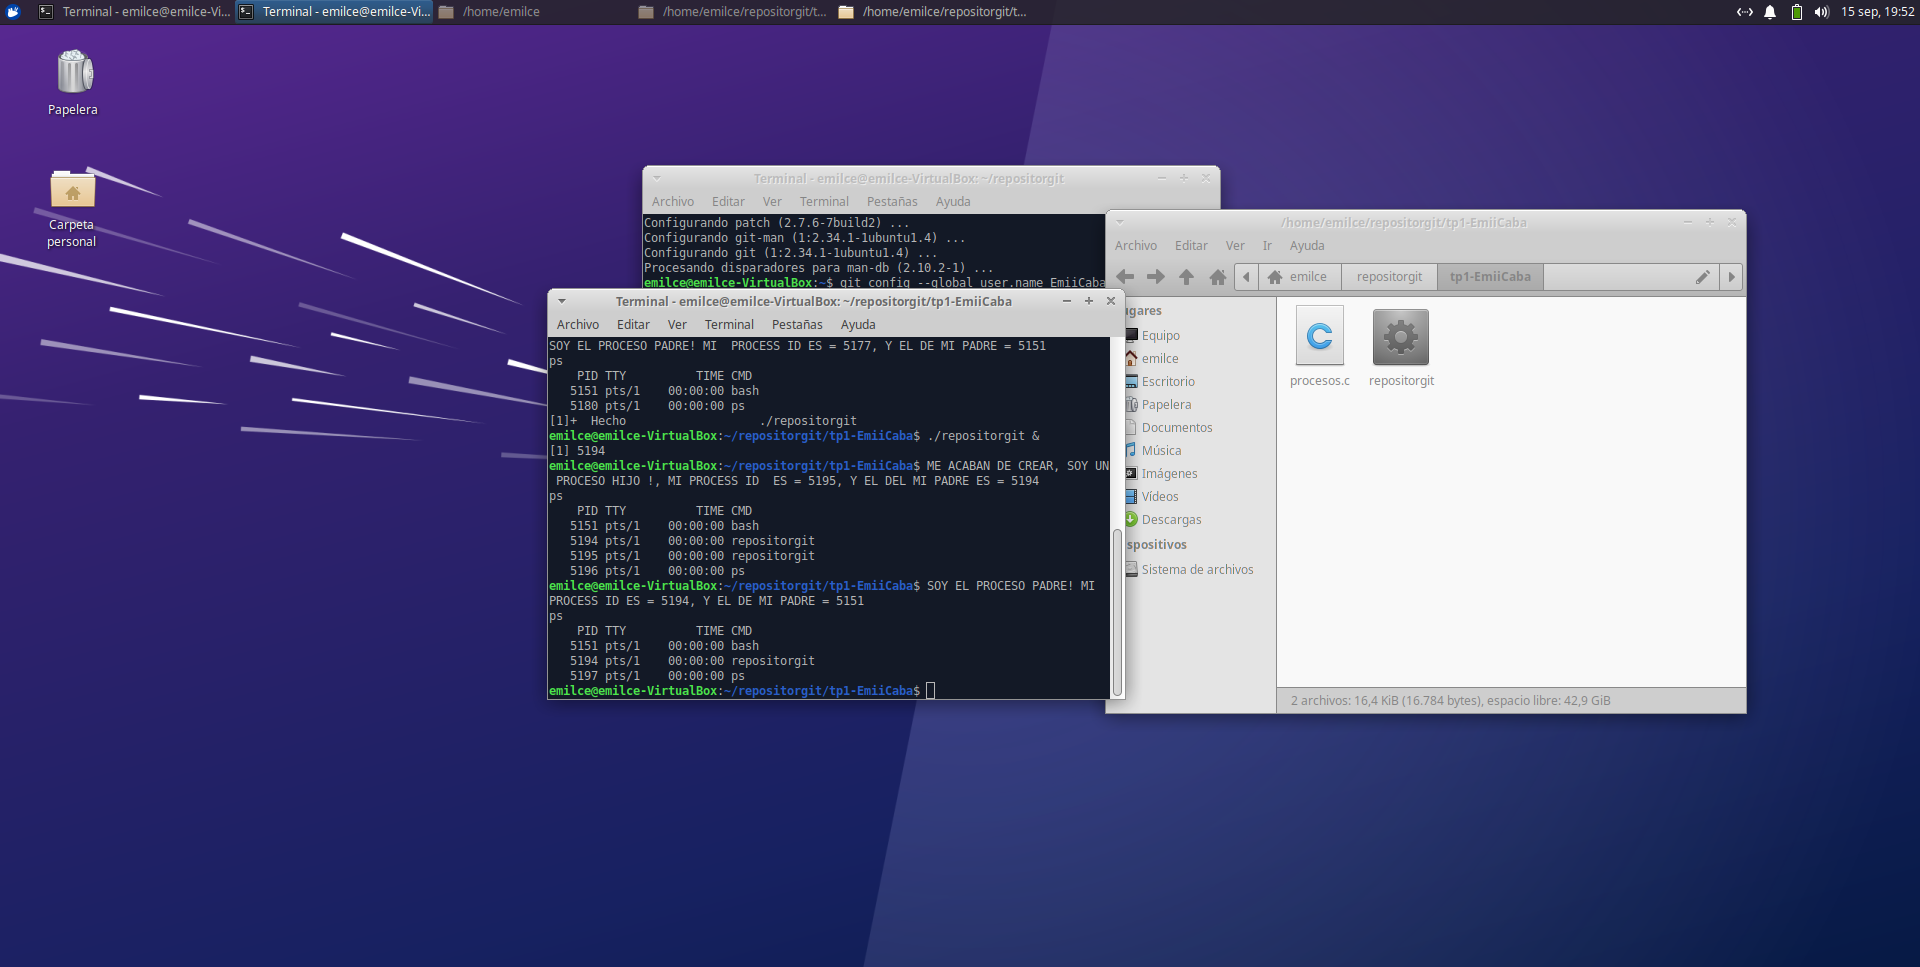 Terminal - emilce@emilce-Vi...
Terminal - emilce@emilce-Vi...
/home/emilce
/home/emilce/repositorgit/t...
/home/emilce/repositorgit/t...
15 sep, 19:52
Papelera
Carpeta
personal
Terminal - emilce@emilce-VirtualBox: ~/repositorgit
Archivo Editar Ver Terminal Pestañas Ayuda
Configurando patch (2.7.6-7build2) ...
Configurando git-man (1:2.34.1-1ubuntu1.4) ...
Configurando git (1:2.34.1-1ubuntu1.4) ...
Procesando disparadores para man-db (2.10.2-1) ...
emilce@emilce-VirtualBox:~$ git config --global user.name EmiiCaba
Terminal - emilce@emilce-VirtualBox: ~/repositorgit/tp1-EmiiCaba
Archivo Editar Ver Terminal Pestañas Ayuda
SOY EL PROCESO PADRE! MI  PROCESS ID ES = 5177, Y EL DE MI PADRE = 5151
ps
    PID TTY          TIME CMD
   5151 pts/1    00:00:00 bash
   5180 pts/1    00:00:00 ps
[1]+  Hecho                   ./repositorgit
emilce@emilce-VirtualBox:~/repositorgit/tp1-EmiiCaba$ ./repositorgit &
[1] 5194
emilce@emilce-VirtualBox:~/repositorgit/tp1-EmiiCaba$ ME ACABAN DE CREAR, SOY UN
 PROCESO HIJO !, MI PROCESS ID  ES = 5195, Y EL DEL MI PADRE ES = 5194
ps
    PID TTY          TIME CMD
   5151 pts/1    00:00:00 bash
   5194 pts/1    00:00:00 repositorgit
   5195 pts/1    00:00:00 repositorgit
   5196 pts/1    00:00:00 ps
emilce@emilce-VirtualBox:~/repositorgit/tp1-EmiiCaba$ SOY EL PROCESO PADRE! MI
PROCESS ID ES = 5194, Y EL DE MI PADRE = 5151
ps
    PID TTY          TIME CMD
   5151 pts/1    00:00:00 bash
   5194 pts/1    00:00:00 repositorgit
   5197 pts/1    00:00:00 ps
emilce@emilce-VirtualBox:~/repositorgit/tp1-EmiiCaba$
/home/emilce/repositorgit/tp1-EmiiCaba
Archivo Editar Ver Ir Ayuda
emilce repositorgit tp1-EmiiCaba
ugares
Equipo
emilce
Escritorio
Papelera
Documentos
Música
Imágenes
Vídeos
Descargas
spositivos
Sistema de archivos
procesos.c
repositorgit
2 archivos: 16,4 KiB (16.784 bytes), espacio libre: 42,9 GiB